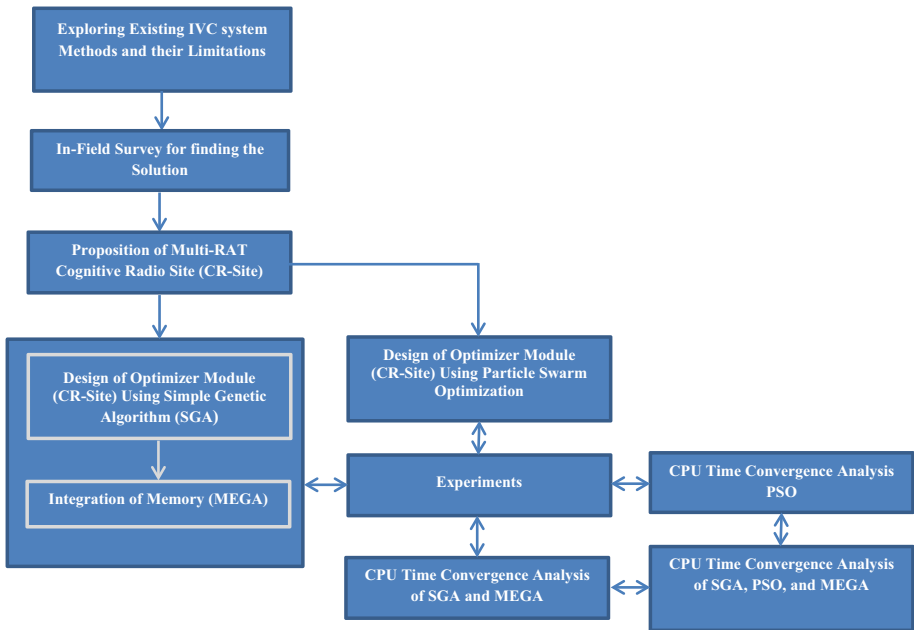 Exploring Existing IVC system
Methods and their Limitations
In-Field Survey for finding the
Solution
Proposition of Multi-RAT
Cognitive Radio Site (CR-Site)
Design of Optimizer Module
(CR-Site) Using Simple Genetic
Algorithm (SGA)
Integration of Memory (MEGA)
Design of Optimizer Module
(CR-Site) Using Particle Swarm
Optimization
Experiments
CPU Time Convergence Analysis
PSO
CPU Time Convergence Analysis
of SGA and MEGA
CPU Time Convergence Analysis
of SGA, PSO, and MEGA